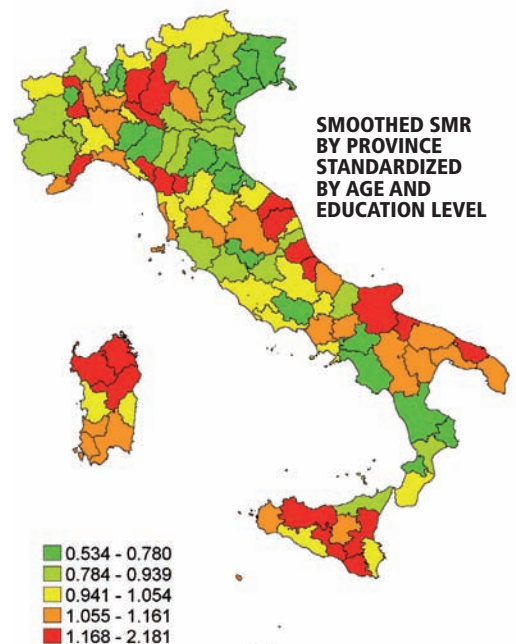 SMOOTHED SMR
BY PROVINCE
STANDARDIZED
BY AGE AND
EDUCATION LEVEL
0.534 - 0.780
0.784 - 0.939
0.941 - 1.054
1.055 - 1.161
1.168 - 2.181